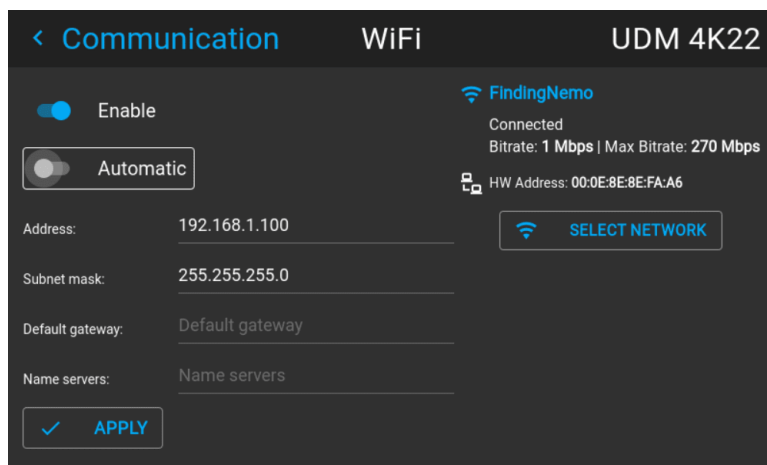 Communication WiFi UDM 4K22
Enable
Automatic
Address: 192.168.1.100
Subnet mask: 255.255.255.0
Default gateway: Default gateway
Name servers: Name servers
APPLY
FindingNemo
Connected
Bitrate: 1 Mbps | Max Bitrate: 270 Mbps
HW Address: 00:0E:8E:8E:FA:A6
SELECT NETWORK